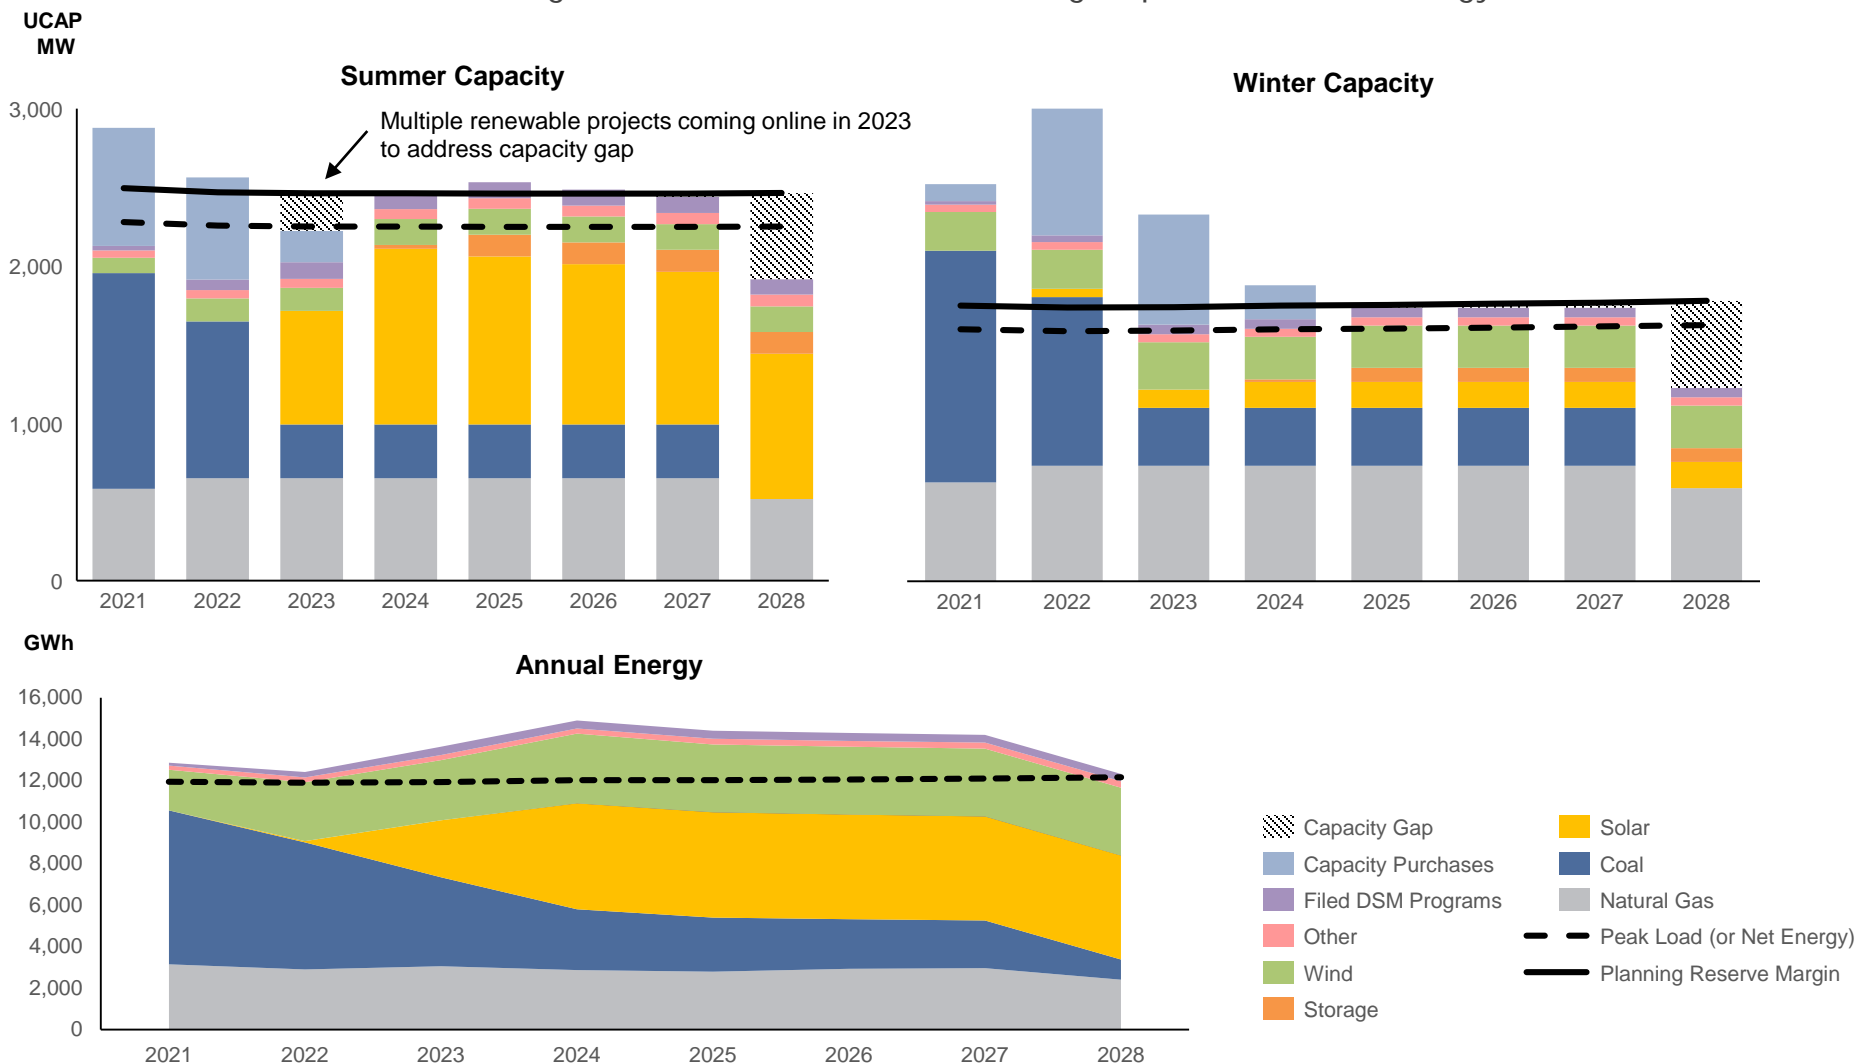 UCAP
MW
Summer Capacity
Winter Capacity
3,000
2,000
1,000
0
Multiple renewable projects coming online in 2023
to address capacity gap
2021 2022 2023 2024 2025 2026 2027 2028
2021 2022 2023 2024 2025 2026 2027 2028
GWh
Annual Energy
16,000
14,000
12,000
10,000
8,000
6,000
4,000
2,000
0
2021 2022 2023 2024 2025 2026 2027 2028
Capacity Gap
Capacity Purchases
Filed DSM Programs
Other
Wind
Storage
Solar
Coal
Natural Gas
Peak Load (or Net Energy)
Planning Reserve Margin